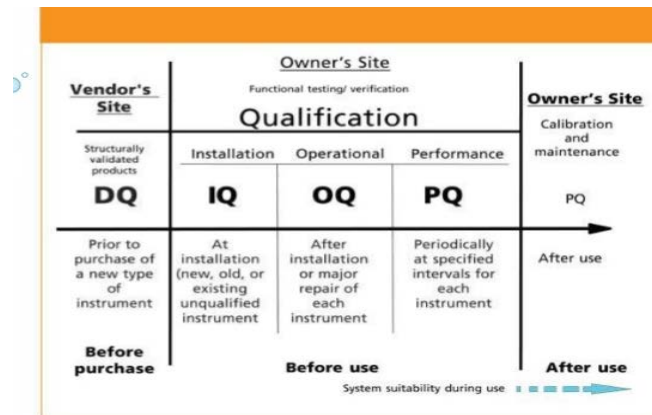 Vendor's
Site
Owner's Site
Functional testing/ verification
Qualification
Owner's Site
Calibration
and
maintenance
Structurally
validated
products
DQ
Installation
IQ
Operational
OQ
Performance
PQ
PQ
Prior to
purchase of
a new type
of
instrument
At
installation
(new, old, or
existing
unqualified
instrument
After
installation
or major
repair of
each
instrument
Periodically
at specified
intervals for
each
instrument
After use
Before
purchase
Before use
After use
System suitability during use